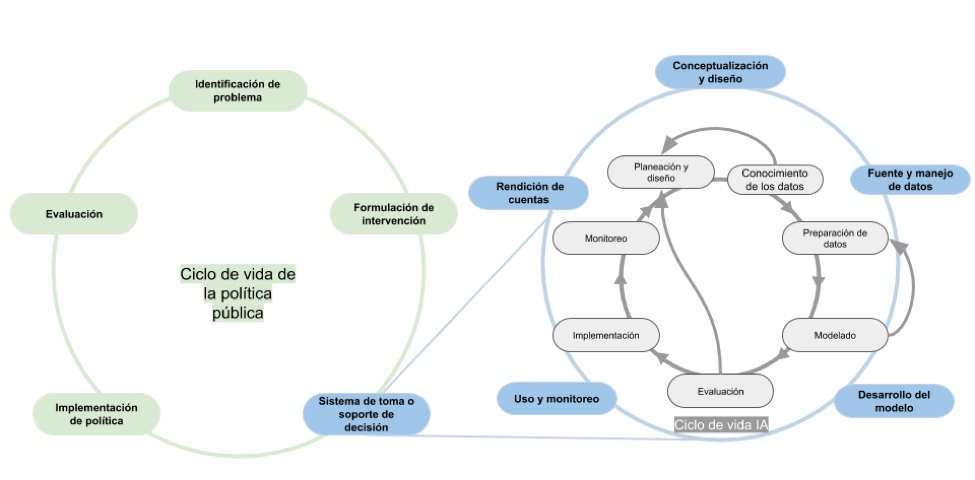 Identificación de
problema
Evaluación
Formulación de
intervención
Ciclo de vida de
la política
pública
Implementación
de política
Sistema de toma o
soporte de
decisión
Conceptualización
y diseño
Rendición de
cuentas
Fuente y manejo
de datos
Planeación y
diseño
Conocimiento
de los datos
Monitoreo
Preparación de
datos
Implementación
Modelado
Evaluación
Uso y monitoreo
Desarrollo del
modelo
Ciclo de vida IA